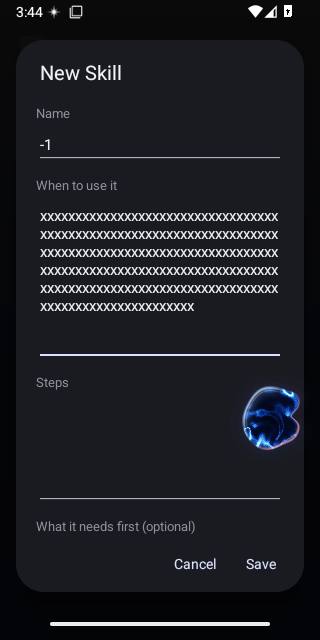 3:44
New Skill
Name
-1
When to use it
xxxxxxxxxxxxxxxxxxxxxxxxxxxxxxxxxx
xxxxxxxxxxxxxxxxxxxxxxxxxxxxxxxxxx
xxxxxxxxxxxxxxxxxxxxxxxxxxxxxxxxxx
xxxxxxxxxxxxxxxxxxxxxxxxxxxxxxxxxx
xxxxxxxxxxxxxxxxxxxxxxxxxxxxxxxxxx
xxxxxxxxxxxxxxxxxxxxxx
Steps
What it needs first (optional)
Cancel Save